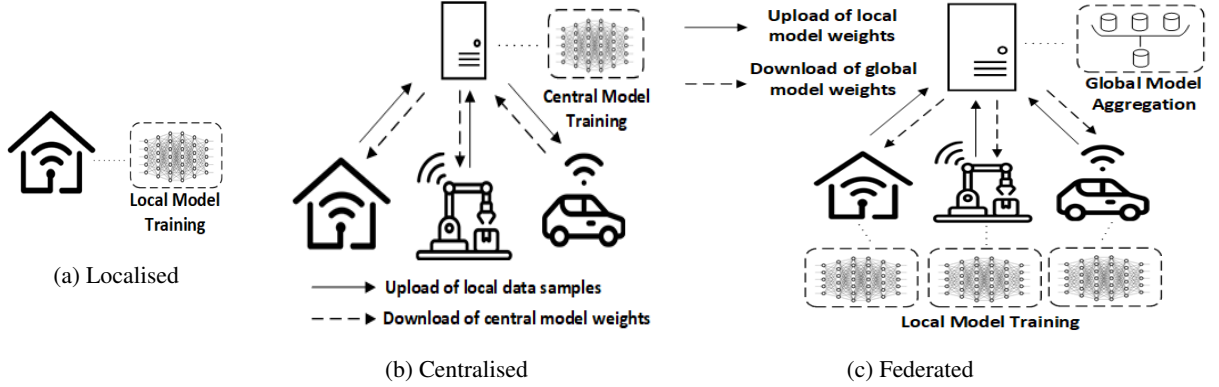 Local Model
Training
(a) Localised
Central Model
Training
Upload of local data samples
Download of central model weights
(b) Centralised
Upload of local
model weights
Download of global
model weights
Global Model
Aggregation
Local Model Training
(c) Federated